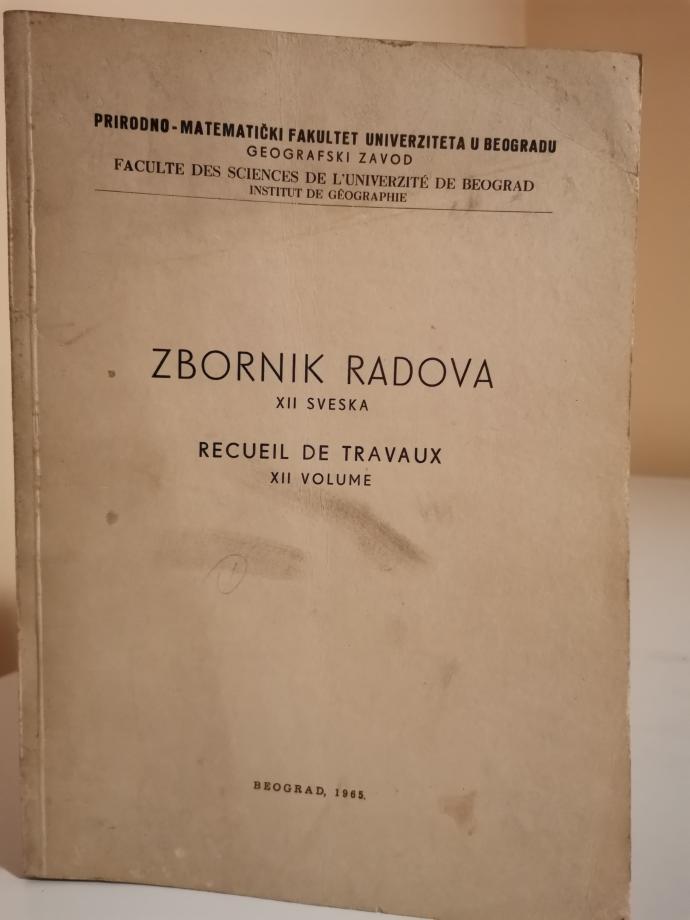 PRIRODNO-MATEMATIČKI FAKULTET UNIVERZITETA U BEOGRADU
GEOGRAFSKI ZAVOD
FACULTE DES SCIENCES DE L'UNIVERZITÉ DE BEOGRAD
INSTITUT DE GÉOGRAPHIE
ZBORNIK RADOVA
XII SVESKA
RECUEIL DE TRAVAUX
XII VOLUME
BEOGRAD, 1965.